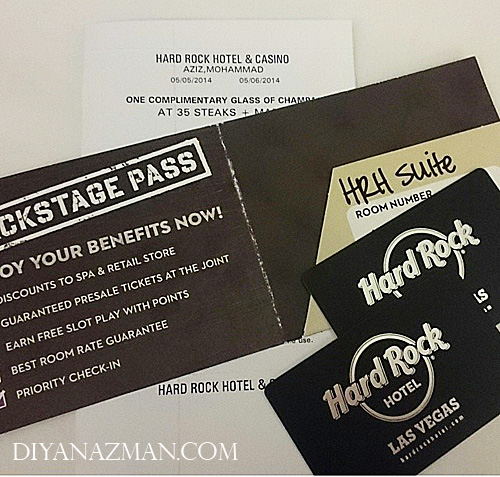 HARD ROCK HOTEL & CASINO
AZIZ,MOHAMMAD
05/05/2014 05/06/2014
ONE COMPLIMENTARY GLASS OF
AT 35 STEAKS +
CKSTAGE PASS
OY YOUR BENEFITS NOW!
DISCOUNTS TO SPA & RETAIL STORE
GUARANTEED PRESALE TICKETS AT THE JOINT
EARN FREE SLOT PLAY WITH POINTS
BEST ROOM RATE GUARANTEE
PRIORITY CHECK-IN
HRH Suite
ROOM NUMBER
Hard Rock
Hard Rock
HOTEL
LAS VEGAS
hardrockhotel.com
use.
HARD ROCK HOTEL &
DIYANAZMAN.COM